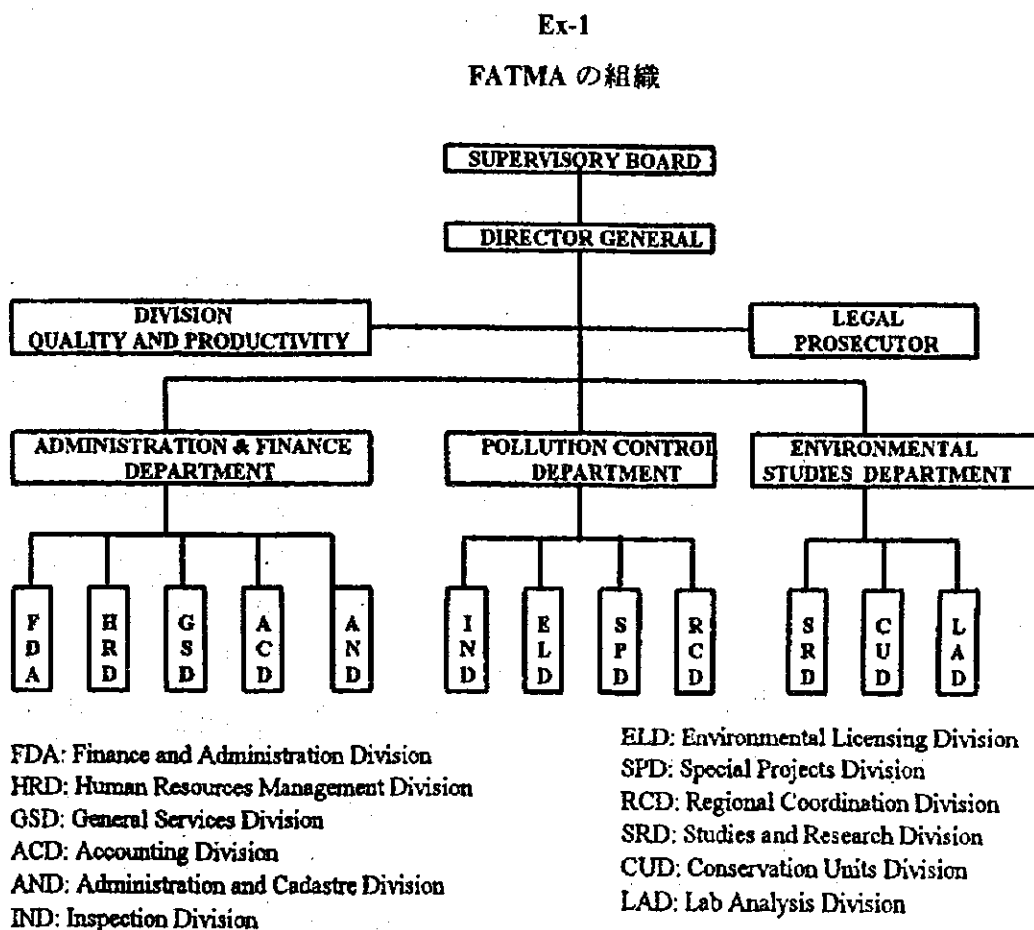 Ex-1
FATMA の組織
SUPERVISORY BOARD
DIRECTOR GENERAL
DIVISION
QUALITY AND PRODUCTIVITY
LEGAL
PROSECUTOR
ADMINISTRATION & FINANCE
DEPARTMENT
POLLUTION CONTROL
DEPARTMENT
ENVIRONMENTAL
STUDIES DEPARTMENT
FDA
HRD
GSD
ACD
AND
IND
ELD
SPD
RCD
SRD
CUD
LAD
FDA: Finance and Administration Division
HRD: Human Resources Management Division
GSD: General Services Division
ACD: Accounting Division
AND: Administration and Cadastre Division
IND: Inspection Division
ELD: Environmental Licensing Division
SPD: Special Projects Division
RCD: Regional Coordination Division
SRD: Studies and Research Division
CUD: Conservation Units Division
LAD: Lab Analysis Division